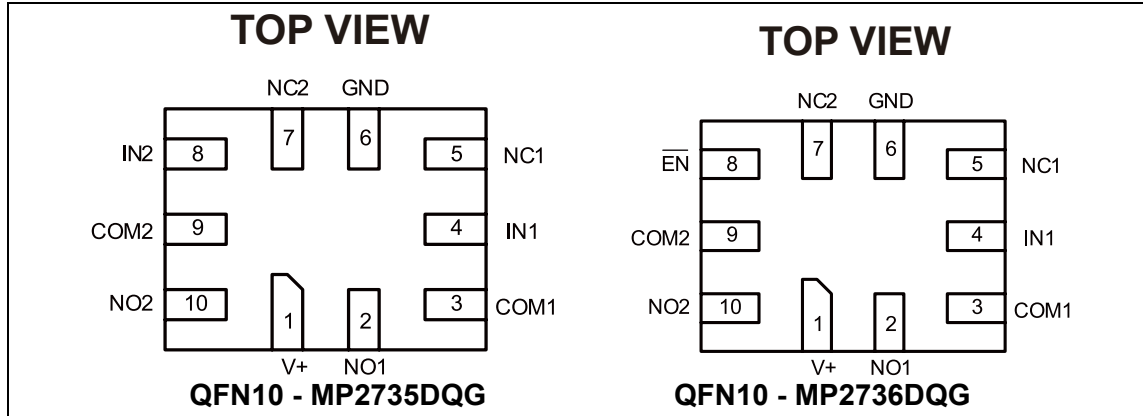 TOP VIEW
NC2 GND
7 6
IN2 8 5 NC1
COM2 9 4 IN1
NO2 10 3 COM1
1 2
V+ NO1
QFN10 - MP2735DQG
TOP VIEW
NC2 GND
7 6
EN 8 5 NC1
COM2 9 4 IN1
NO2 10 3 COM1
1 2
V+ NO1
QFN10 - MP2736DQG